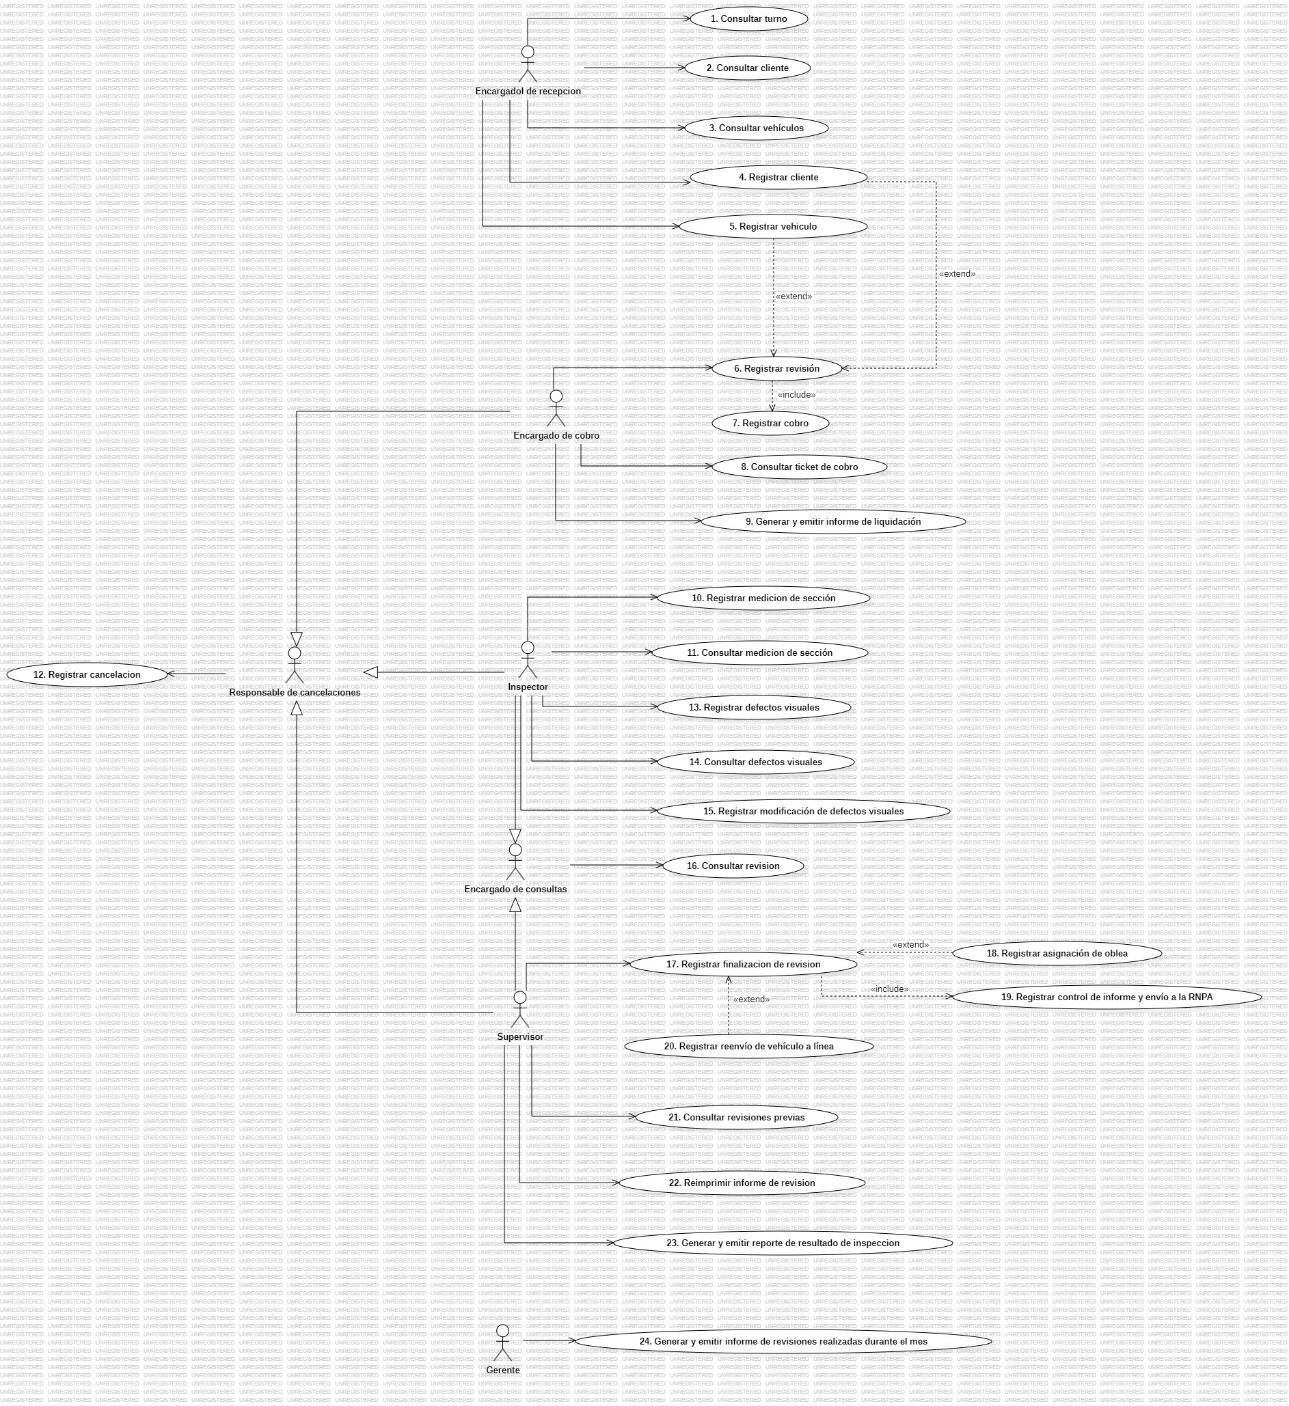 1. Consultar turno
2. Consultar cliente
Encargadol de recepcion
3. Consultar vehículos
4. Registrar cliente
5. Registrar vehiculo
«extend»
«extend»
6. Registrar revisión
«include»
7. Registrar cobro
Encargado de cobro
8. Consultar ticket de cobro
9. Generar y emitir informe de liquidación
10. Registrar medicion de sección
11. Consultar medicion de sección
12. Registrar cancelacion
Responsable de cancelaciones
Inspector
13. Registrar defectos visuales
14. Consultar defectos visuales
15. Registrar modificación de defectos visuales
16. Consultar revision
Encargado de consultas
«extend»
18. Registrar asignación de oblea
17. Registrar finalizacion de revision
«include»
19. Registrar control de informe y envío a la RNPA
«extend»
Supervisor
20. Registrar reenvío de vehículo a línea
21. Consultar revisiones previas
22. Reimprimir informe de revision
23. Generar y emitir reporte de resultado de inspeccion
24. Generar y emitir informe de revisiones realizadas durante el mes
Gerente
UNREGISTERED